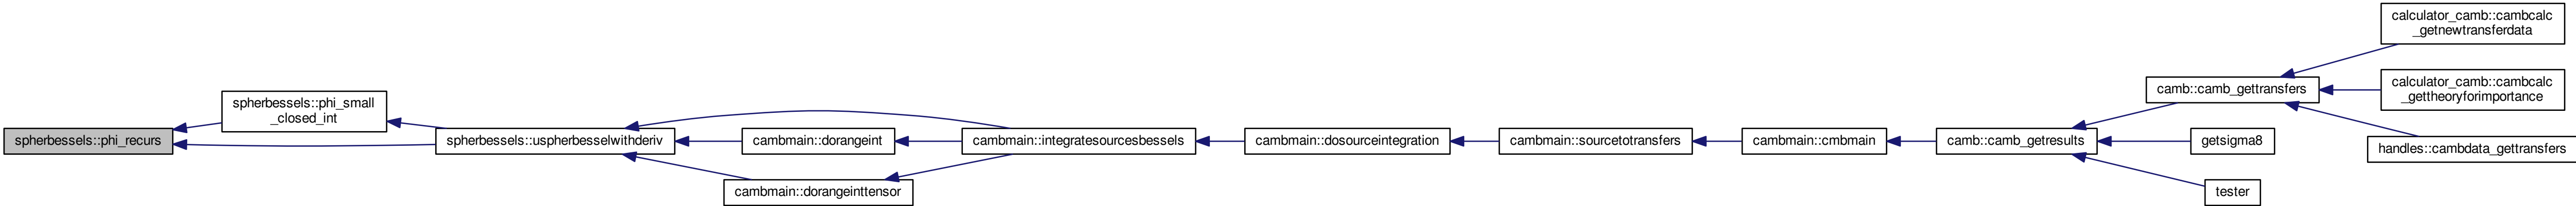 spherbessels::phi_recurs
spherbessels::phi_small
_closed_int
spherbessels::uspherbesselwithderiv
cambmain::dorangeint
cambmain::dorangeinttensor
cambmain::integratesourcesbessels
cambmain::dosourceintegration
cambmain::sourcetotransfers
cambmain::cmbmain
camb::camb_getresults
camb::camb_gettransfers
getsigma8
tester
calculator_camb::cambcalc
_getnewtransferdata
calculator_camb::cambcalc
_gettheoryforimportance
handles::cambdata_gettransfers